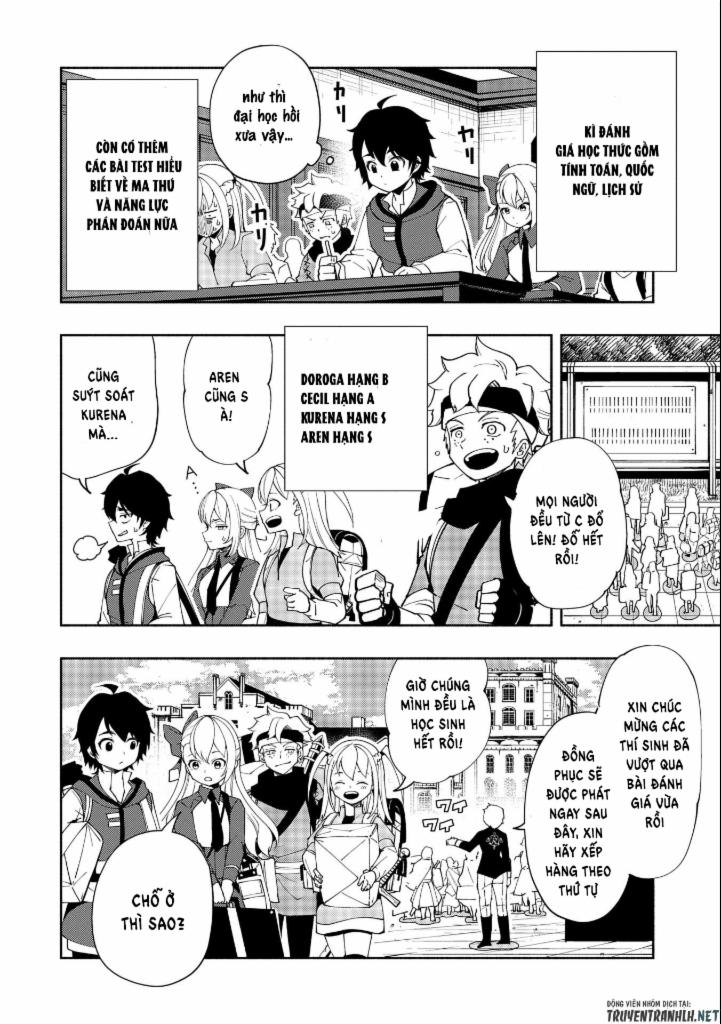 KÌ ĐÁNH
GIÁ HỌC THỨC GỒM
TÍNH TOÁN, QUỐC
NGỮ, LỊCH SỬ
như thì
đại học hồi
xưa vậy...
CÒN CÓ THÊM
CÁC BÀI TEST HIỂU
BIẾT VỀ MA THÚ
VÀ NĂNG LỰC
PHÁN ĐOÁN NỮA
カリ
カリ
カリ
MỌI NGƯỜI
ĐỀU TỪ C ĐỔ
LÊN! ĐỖ HẾT
RỒI!
DOROGA HẠNG B
CECIL HẠNG A
KURENA HẠNG S
AREN HẠNG S
AREN
CŨNG S
À!
CŨNG
SUÝT SOÁT
KURENA
MÀ...
A...
XIN CHÚC
MỪNG CÁC
THÍ SINH ĐÃ
VƯỢT QUA
BÀI ĐÁNH
GIÁ VỪA
RỒI
ĐỒNG
PHỤC SẼ
ĐƯỢC PHÁT
NGAY SAU
ĐÂY, XIN
HÃY XẾP
HÀNG THEO
THỨ TỰ
GIỜ CHÚNG
MÌNH ĐỀU LÀ
HỌC SINH
HẾT RỒI!
ワイ
ワイ
CHỖ Ở
THÌ SAO?
ĐỘNG VIÊN NHÓM DỊCH TẠI:
TRUYENTRANHLH.NET